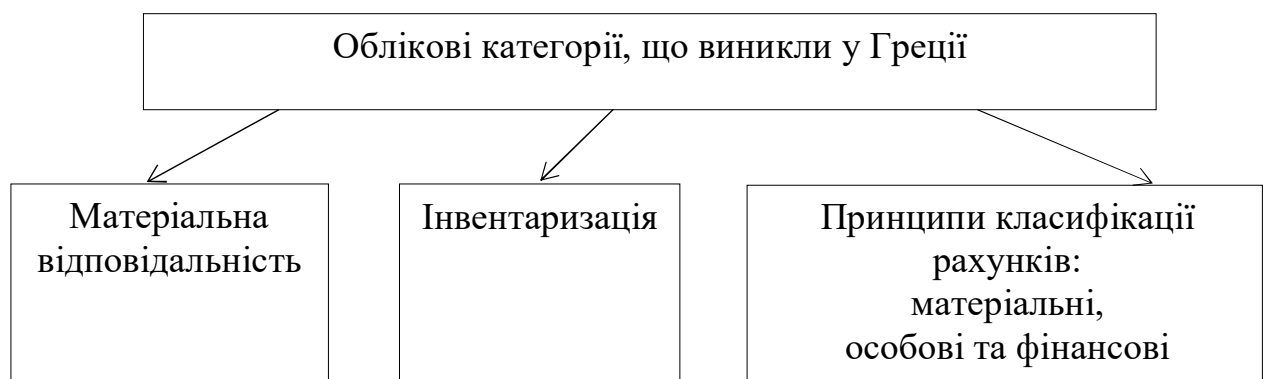 Облікові категорії, що виникли у Греції
Матеріальна
відповідальність
Інвентаризація
Принципи класифікації
рахунків:
матеріальні,
особові та фінансові